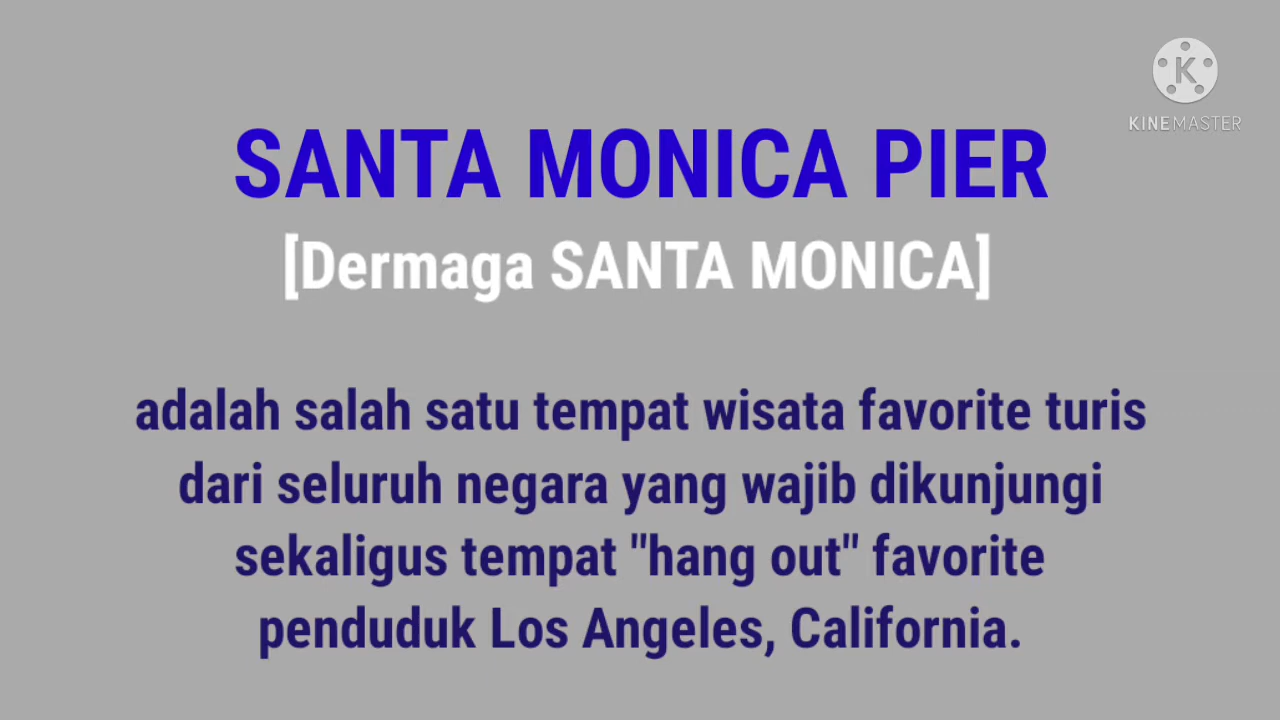 K
KINEMASTER
SANTA MONICA PIER
[Dermaga SANTA MONICA]
adalah salah satu tempat wisata favorite turis
dari seluruh negara yang wajib dikunjungi
sekaligus tempat "hang out" favorite
penduduk Los Angeles, California.